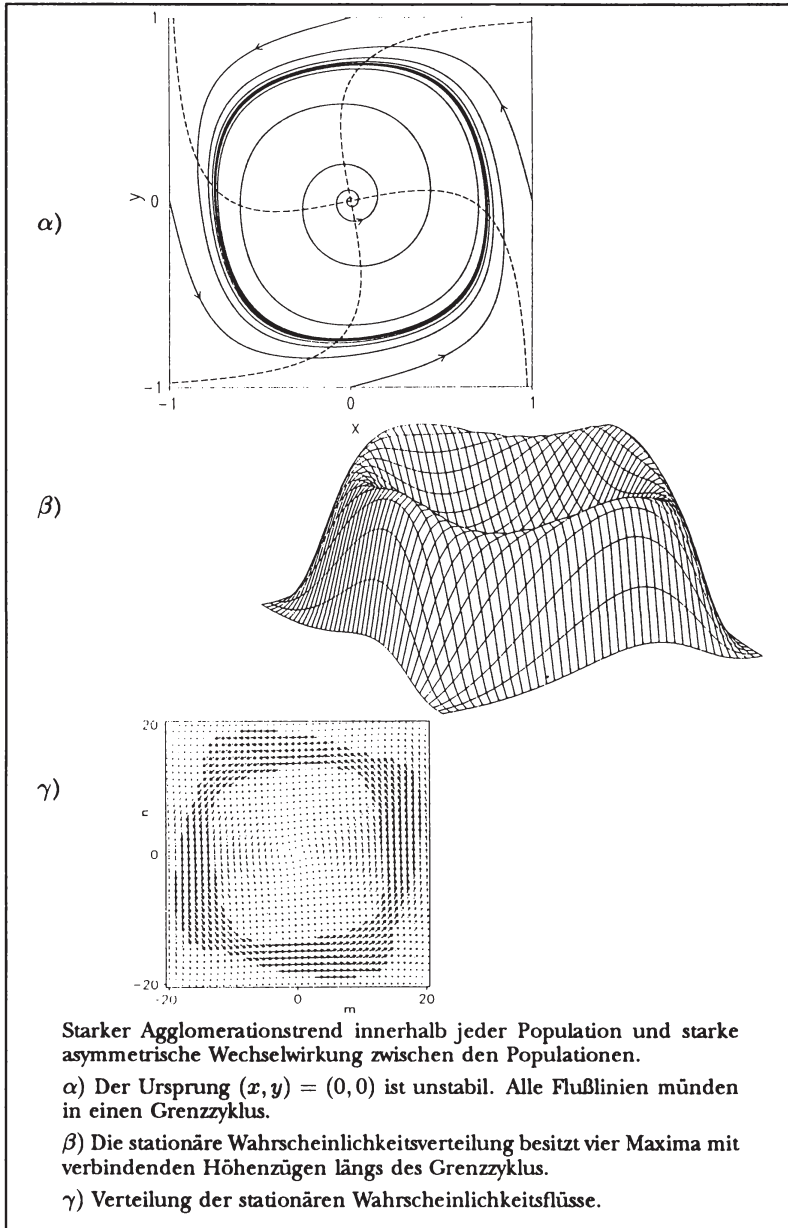 1
y
0
α)
-1
-1
0
1
x
β)
20
γ)
n
0
-20
-20
0
20
m
Starker Agglomerationstrend innerhalb jeder Population und starke
asymmetrische Wechselwirkung zwischen den Populationen.
α) Der Ursprung (x, y) = (0, 0) ist unstabil. Alle Flußlinien münden
in einen Grenzzyklus.
β) Die stationäre Wahrscheinlichkeitsverteilung besitzt vier Maxima mit
verbindenden Höhenzügen längs des Grenzzyklus.
γ) Verteilung der stationären Wahrscheinlichkeitsflüsse.